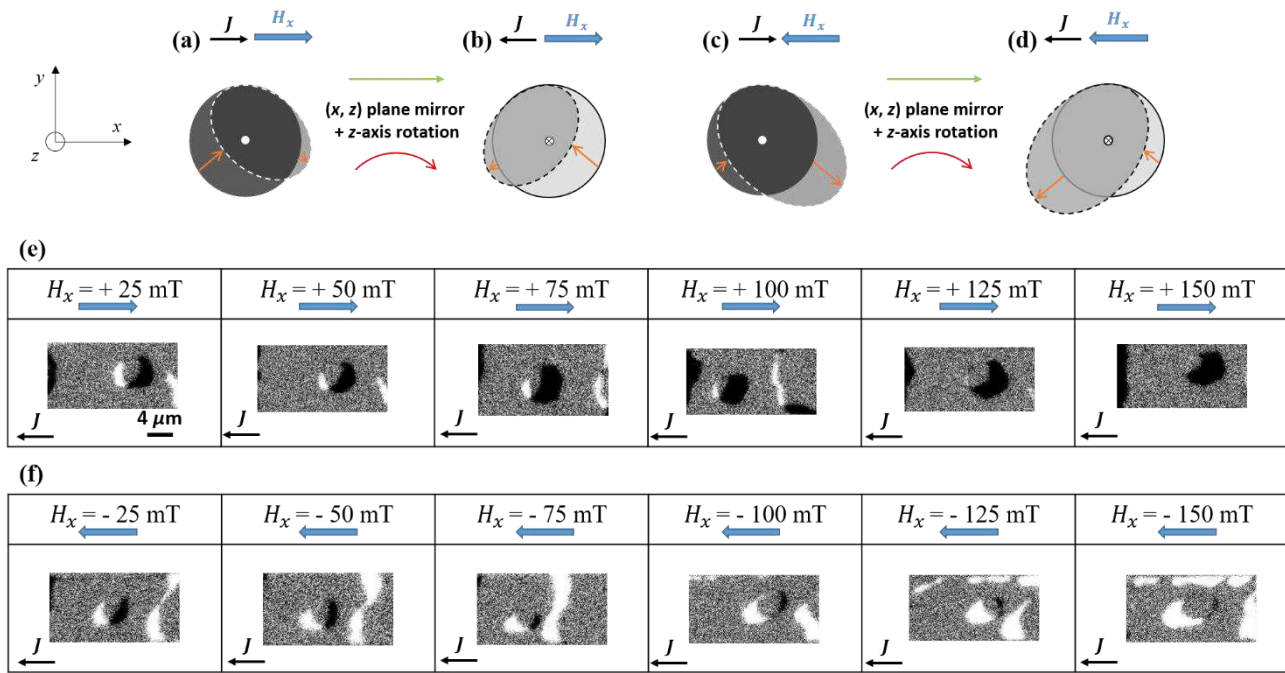 (a) J H_x (b) J H_x (c) J H_x (d) J H_x
y
x
z
(x, z) plane mirror
+ z-axis rotation
(x, z) plane mirror
+ z-axis rotation
(e)
H_x = + 25 mT H_x = + 50 mT H_x = + 75 mT H_x = + 100 mT H_x = + 125 mT H_x = + 150 mT
J 4 μm J J J J J
(f)
H_x = - 25 mT H_x = - 50 mT H_x = - 75 mT H_x = - 100 mT H_x = - 125 mT H_x = - 150 mT
J J J J J J